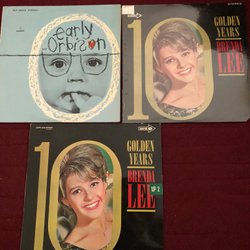 early
Orbison
10
GOLDEN
YEARS
BRENDA
LEE
10
GOLDEN
YEARS
BRENDA
LEE